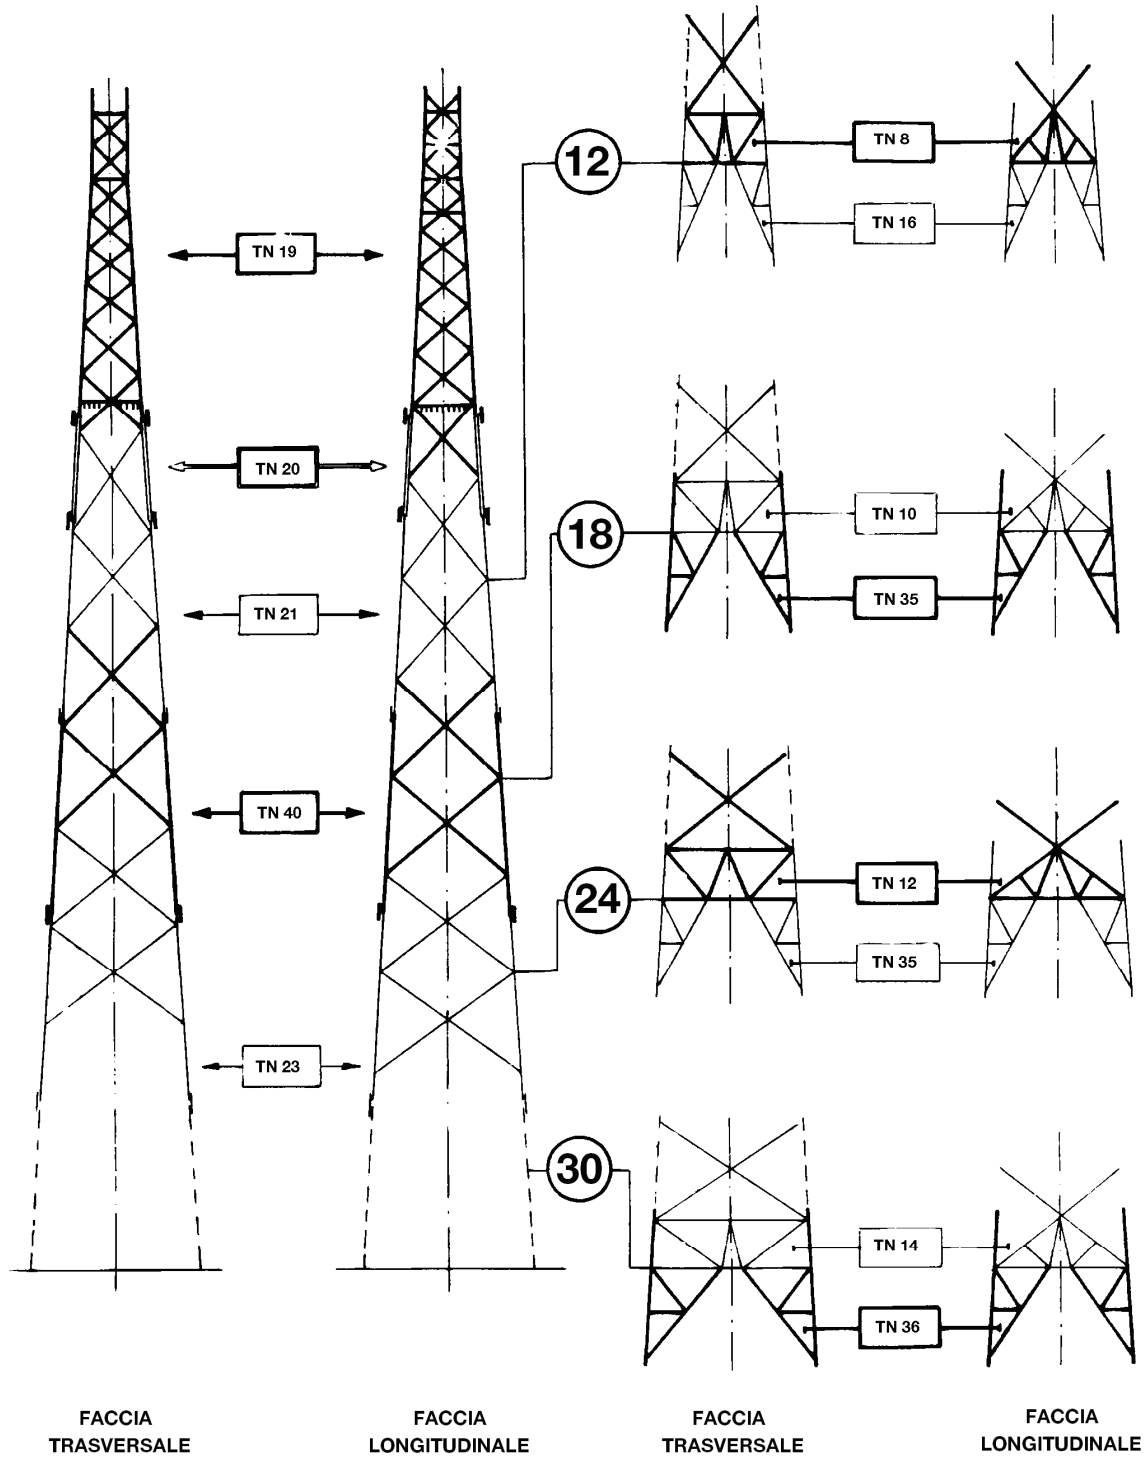 TN 8
12
TN 16
TN 19
TN 20
TN 10
18
TN 21
TN 35
TN 40
TN 12
24
TN 35
TN 23
30
TN 14
TN 36
FACCIA
TRASVERSALE
FACCIA
LONGITUDINALE
FACCIA
TRASVERSALE
FACCIA
LONGITUDINALE